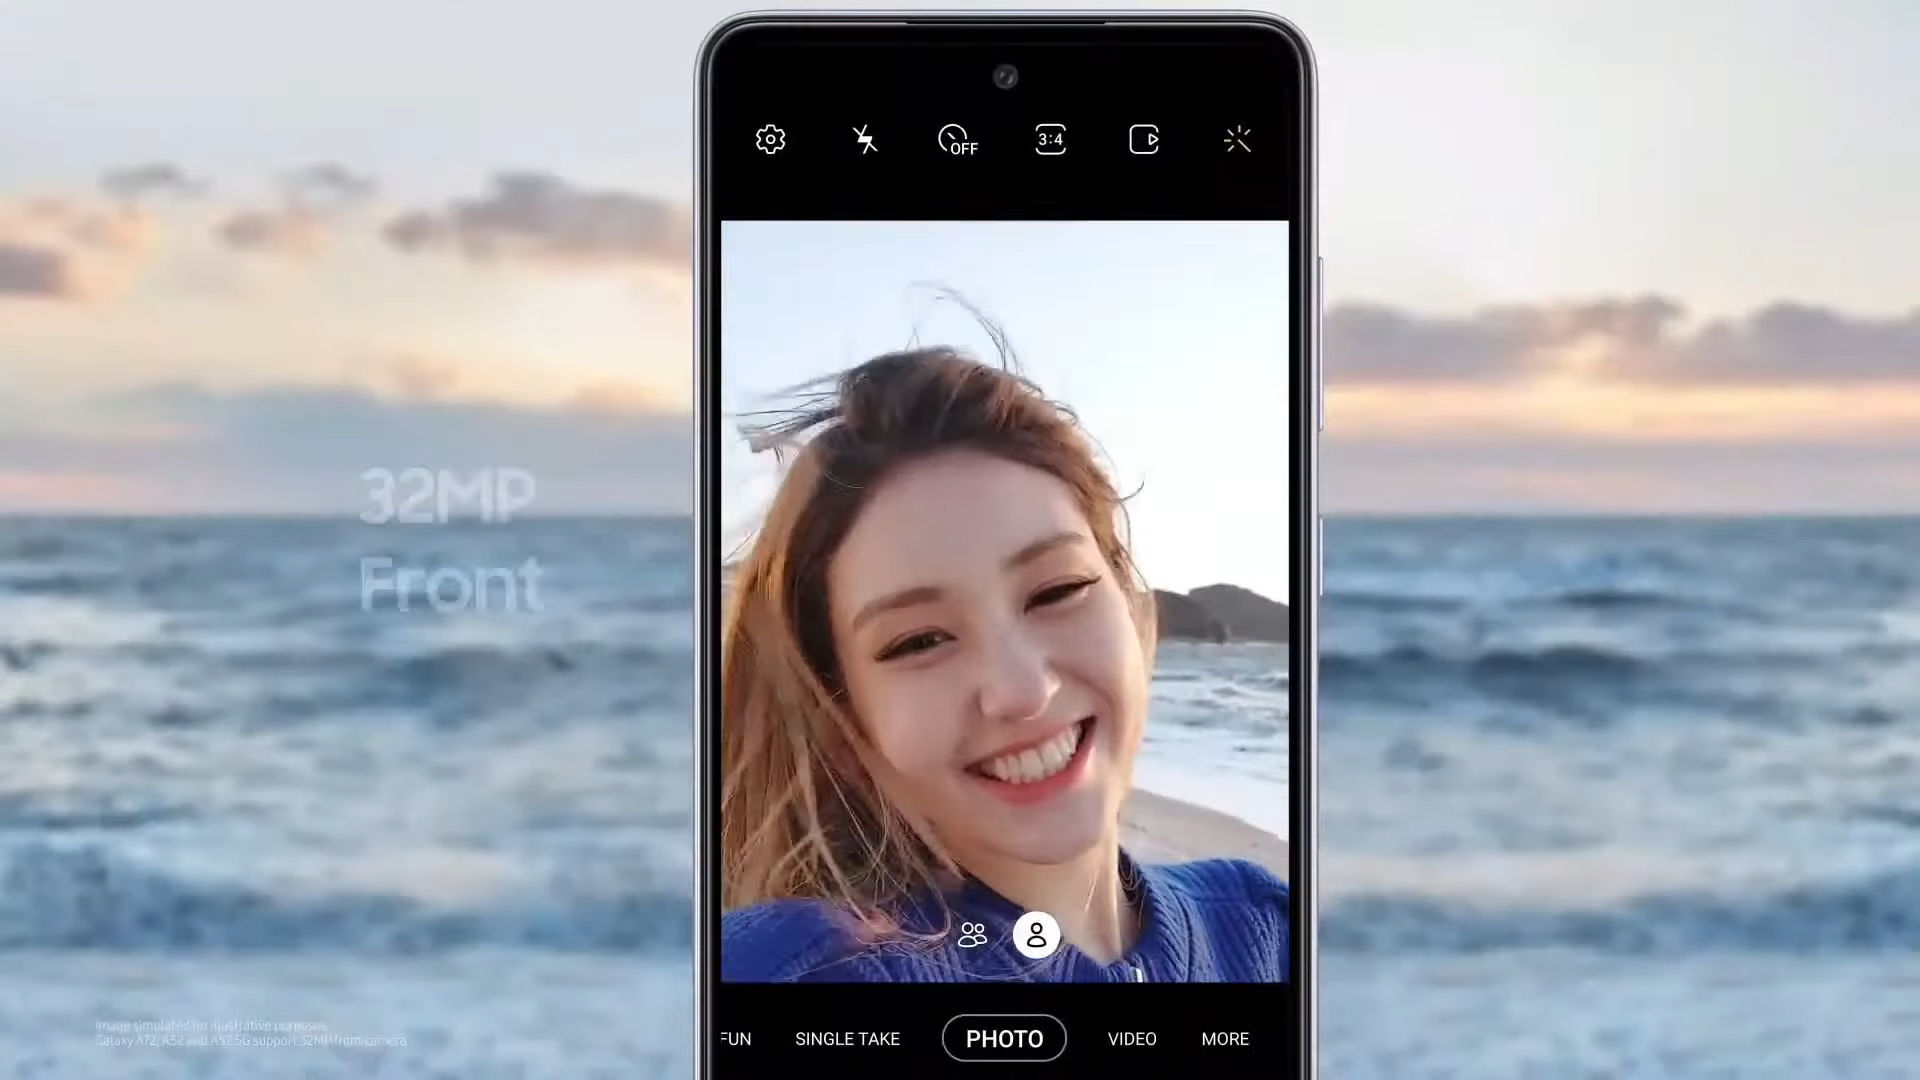 OFF
3:4
32MP
Front
FUN
SINGLE TAKE
PHOTO
VIDEO
MORE
Image simulated for illustrative purposes.
Galaxy A72, A52 and A52 5G support 32MP front camera.